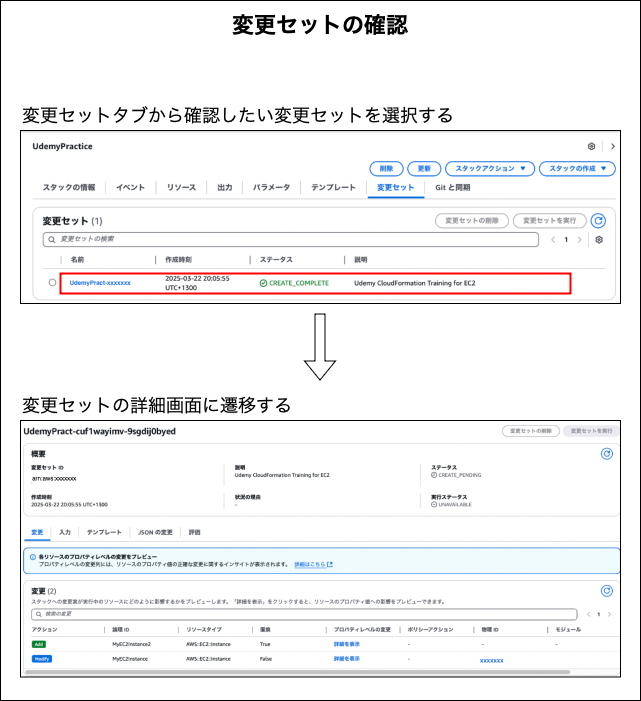 変更セットの確認
変更セットタブから確認したい変更セットを選択する
UdemyPractice
削除 更新 スタックアクション ▼ スタックの作成 ▼
スタックの情報 イベント リソース 出力 パラメータ テンプレート 変更セット Git と同期
変更セット (1) 変更セットの削除 変更セットを実行
変更セットの検索 1
名前 作成時刻 ステータス 説明
UdemyPract-xxxxxxx 2025-03-22 20:05:55 UTC+1300 CREATE_COMPLETE Udemy CloudFormation Training for EC2
変更セットの詳細画面に遷移する
UdemyPract-cuf1wayimv-9sgdij0byed 変更セットの削除 変更セットを実行
概要
変更セット ID 説明 ステータス
arn:aws:xxxxxxx Udemy CloudFormation Training for EC2 CREATE_PENDING
作成時刻 状況の理由 実行ステータス
2025-03-22 20:05:55 UTC+1300 - UNAVAILABLE
変更 入力 テンプレート JSON の変更 評価
各リソースのプロパティレベルの変更をプレビュー
プロパティレベルの変更列には、リソースのプロパティ値の正確な変更に関するインサイトが表示されます。 詳細はこちら
変更 (2)
スタックへの変更案が実行中のリソースにどのように影響するかをプレビューします。「詳細を表示」をクリックすると、リソースのプロパティ値への影響をプレビューできます。
検索の変更 1
アクション 論理 ID リソースタイプ 置換 プロパティレベルの変更 ポリシーアクション 物理 ID モジュール
Add MyEC2Instance2 AWS::EC2::Instance True 詳細を表示 - - -
Modify MyEC2Instance AWS::EC2::Instance False 詳細を表示 - xxxxxxx